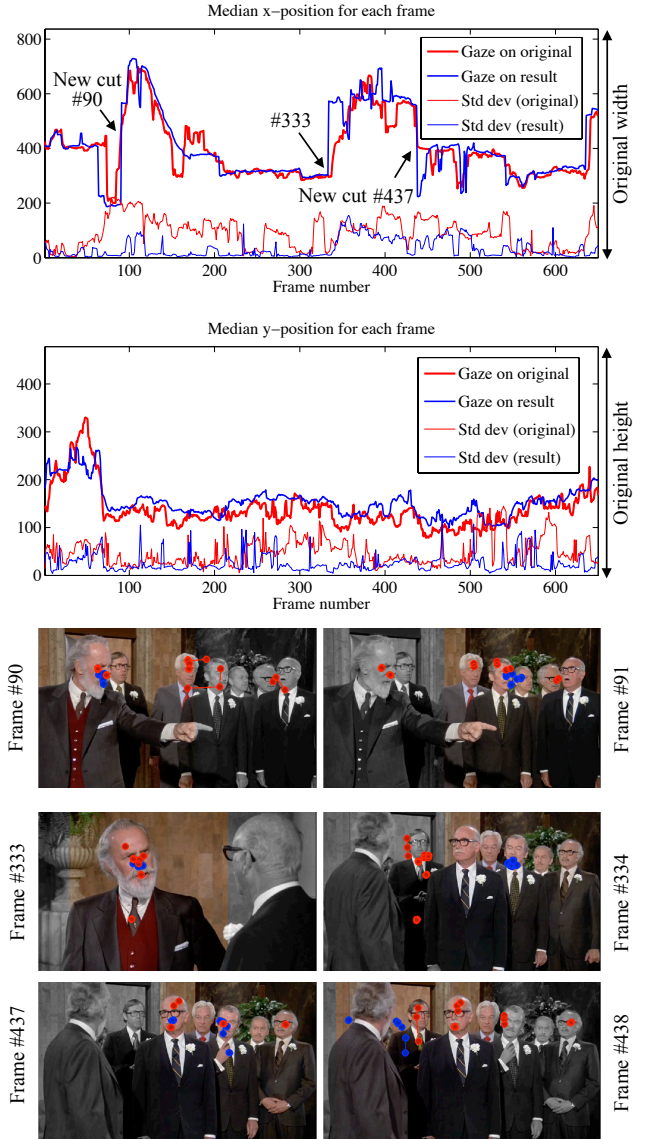 Median x−position for each frame
800
600
400
200
0
100
200
300
400
500
600
Frame number
New cut
#90
#333
New cut #437
Gaze on original
Gaze on result
Std dev (original)
Std dev (result)
Original width
Median y−position for each frame
400
300
200
100
0
100
200
300
400
500
600
Frame number
Gaze on original
Gaze on result
Std dev (original)
Std dev (result)
Original height
Frame #90
Frame #91
Frame #333
Frame #334
Frame #437
Frame #438